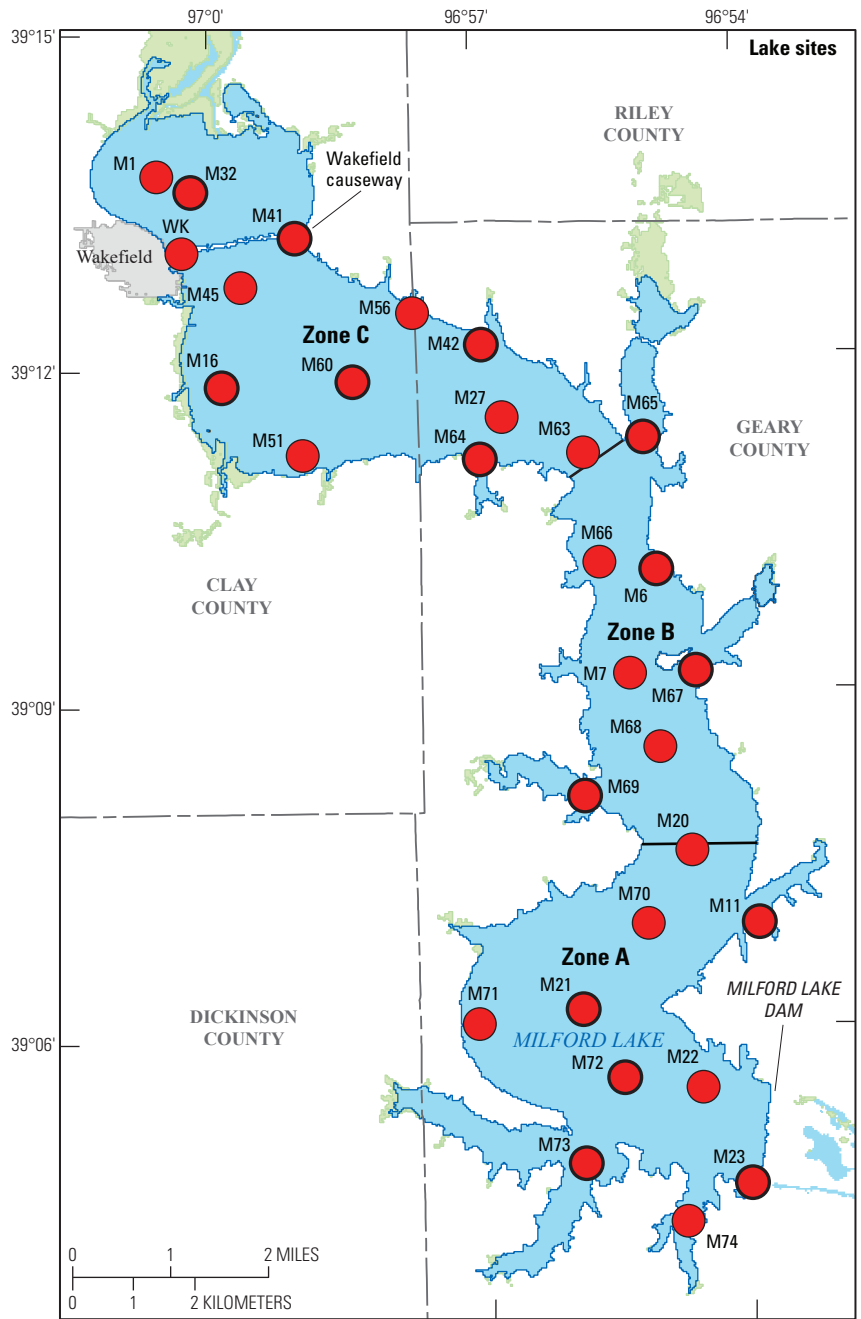 97°0'
96°57'
96°54'
39°15'
Lake sites
RILEY
COUNTY
Wakefield
causeway
M1
M32
M41
WK
Wakefield
M45
M56
Zone C
M42
39°12'
M16
M60
M27
M65
M63
GEARY
COUNTY
M64
M51
M66
CLAY
COUNTY
M6
Zone B
M7
M67
39°09'
M68
M69
M20
M70
M11
Zone A
M21
MILFORD LAKE
DAM
M71
DICKINSON
COUNTY
39°06'
MILFORD LAKE
M72
M22
M73
M23
M74
0 1 2 MILES
0 1 2 KILOMETERS